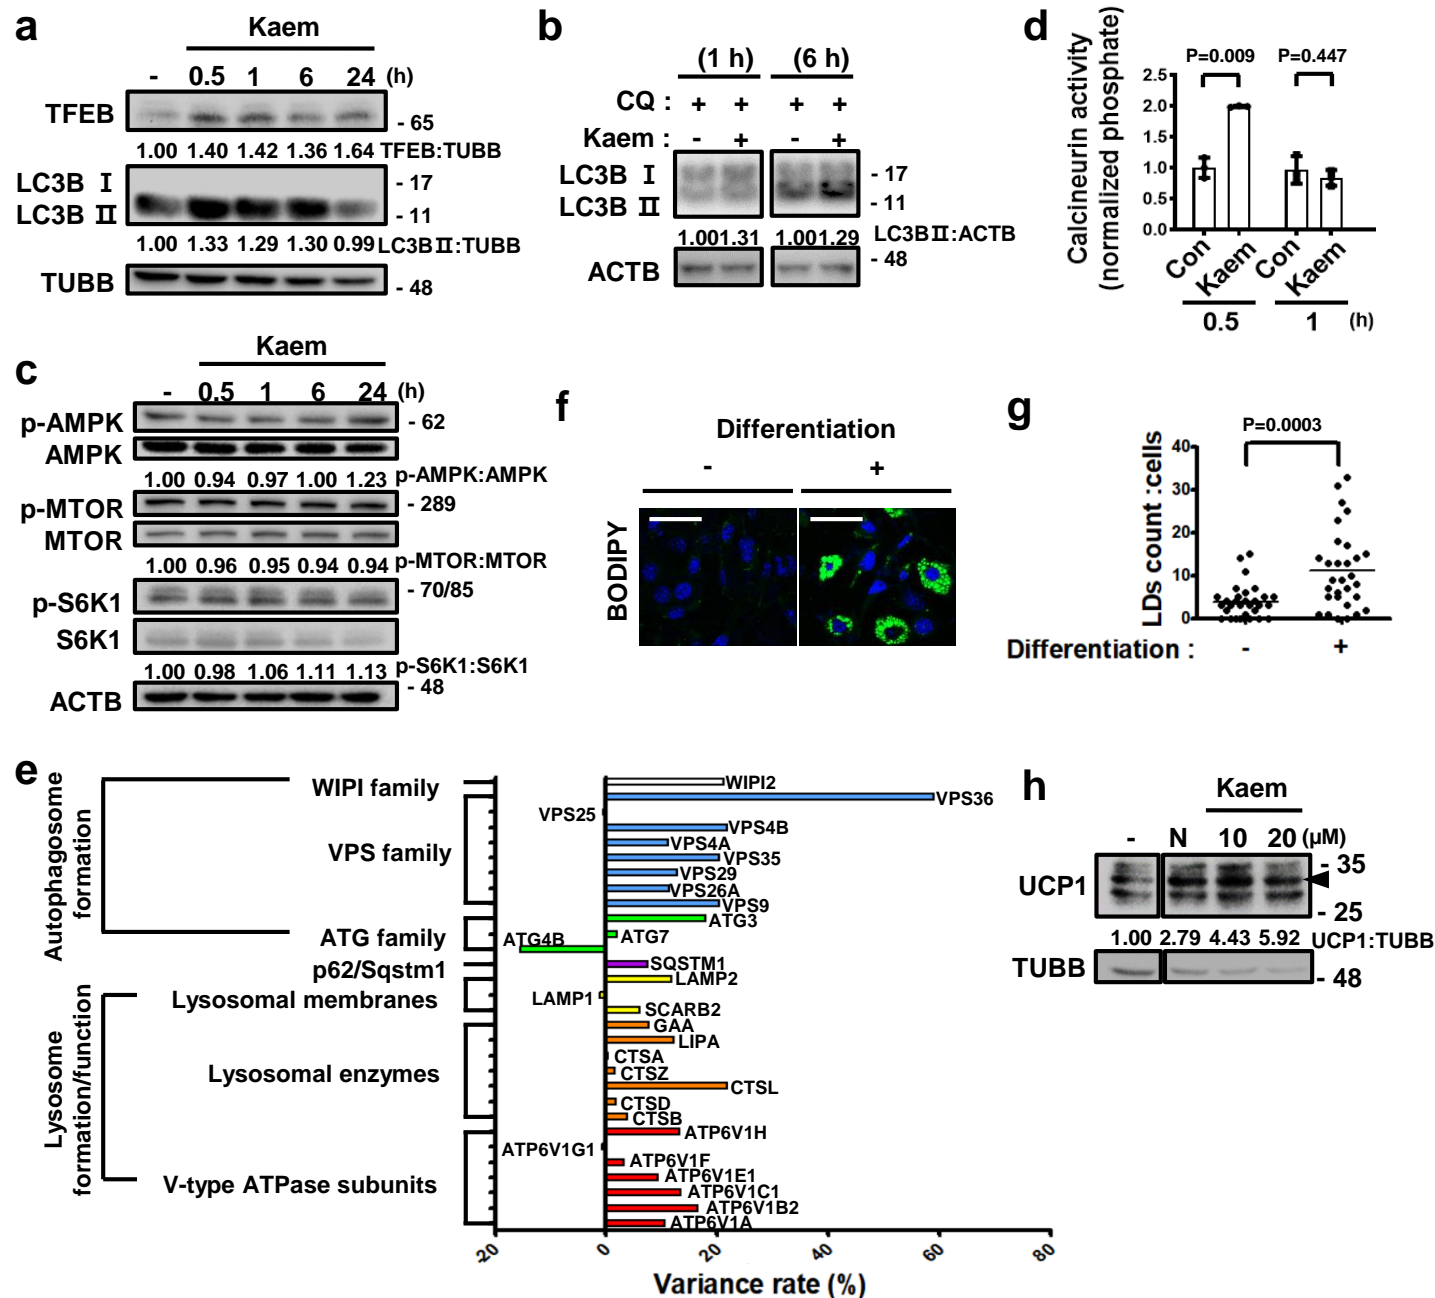 a
Kaem
- 0.5 1 6 24 (h)
TFEB
- 65
1.00 1.40 1.42 1.36 1.64 TFEB:TUBB
LC3B I
- 17
LC3B II
- 11
1.00 1.33 1.29 1.30 0.99 LC3BII:TUBB
TUBB
- 48
b
(1 h) (6 h)
CQ : + + + +
Kaem : - + - +
LC3B I
- 17
LC3B II
- 11
1.00 1.31 1.00 1.29 LC3BII:ACTB
ACTB
- 48
c
Kaem
- 0.5 1 6 24 (h)
p-AMPK
- 62
AMPK
1.00 0.94 0.97 1.00 1.23 p-AMPK:AMPK
p-MTOR
- 289
MTOR
1.00 0.96 0.95 0.94 0.94 p-MTOR:MTOR
p-S6K1
- 70/85
S6K1
1.00 0.98 1.06 1.11 1.13 p-S6K1:S6K1
ACTB
- 48
d
Calcineurin activity
(normalized phosphate)
P=0.009 P=0.447
2.5
2.0
1.5
1.0
0.5
0.0
Con Kaem Con Kaem
0.5 1 (h)
e
Autophagosome
formation
Lysosome
formation/function
WIPI family
VPS family
ATG family
p62/Sqstm1
Lysosomal membranes
Lysosomal enzymes
V-type ATPase subunits
WIPI2
VPS36
VPS25
VPS4B
VPS4A
VPS35
VPS29
VPS26A
VPS9
ATG3
ATG7
ATG4B
SQSTM1
LAMP2
LAMP1
SCARB2
GAA
LIPA
CTSA
CTSZ
CTSL
CTSD
CTSB
ATP6V1H
ATP6V1G1
ATP6V1F
ATP6V1E1
ATP6V1C1
ATP6V1B2
ATP6V1A
-20 0 20 40 60 80
Variance rate (%)
f
Differentiation
- +
BODIPY
g
P=0.0003
LDs count :cells
40
30
20
10
0
Differentiation : - +
h
Kaem
- N 10 20 (μM)
UCP1
- 35
- 25
1.00 2.79 4.43 5.92 UCP1:TUBB
TUBB
- 48